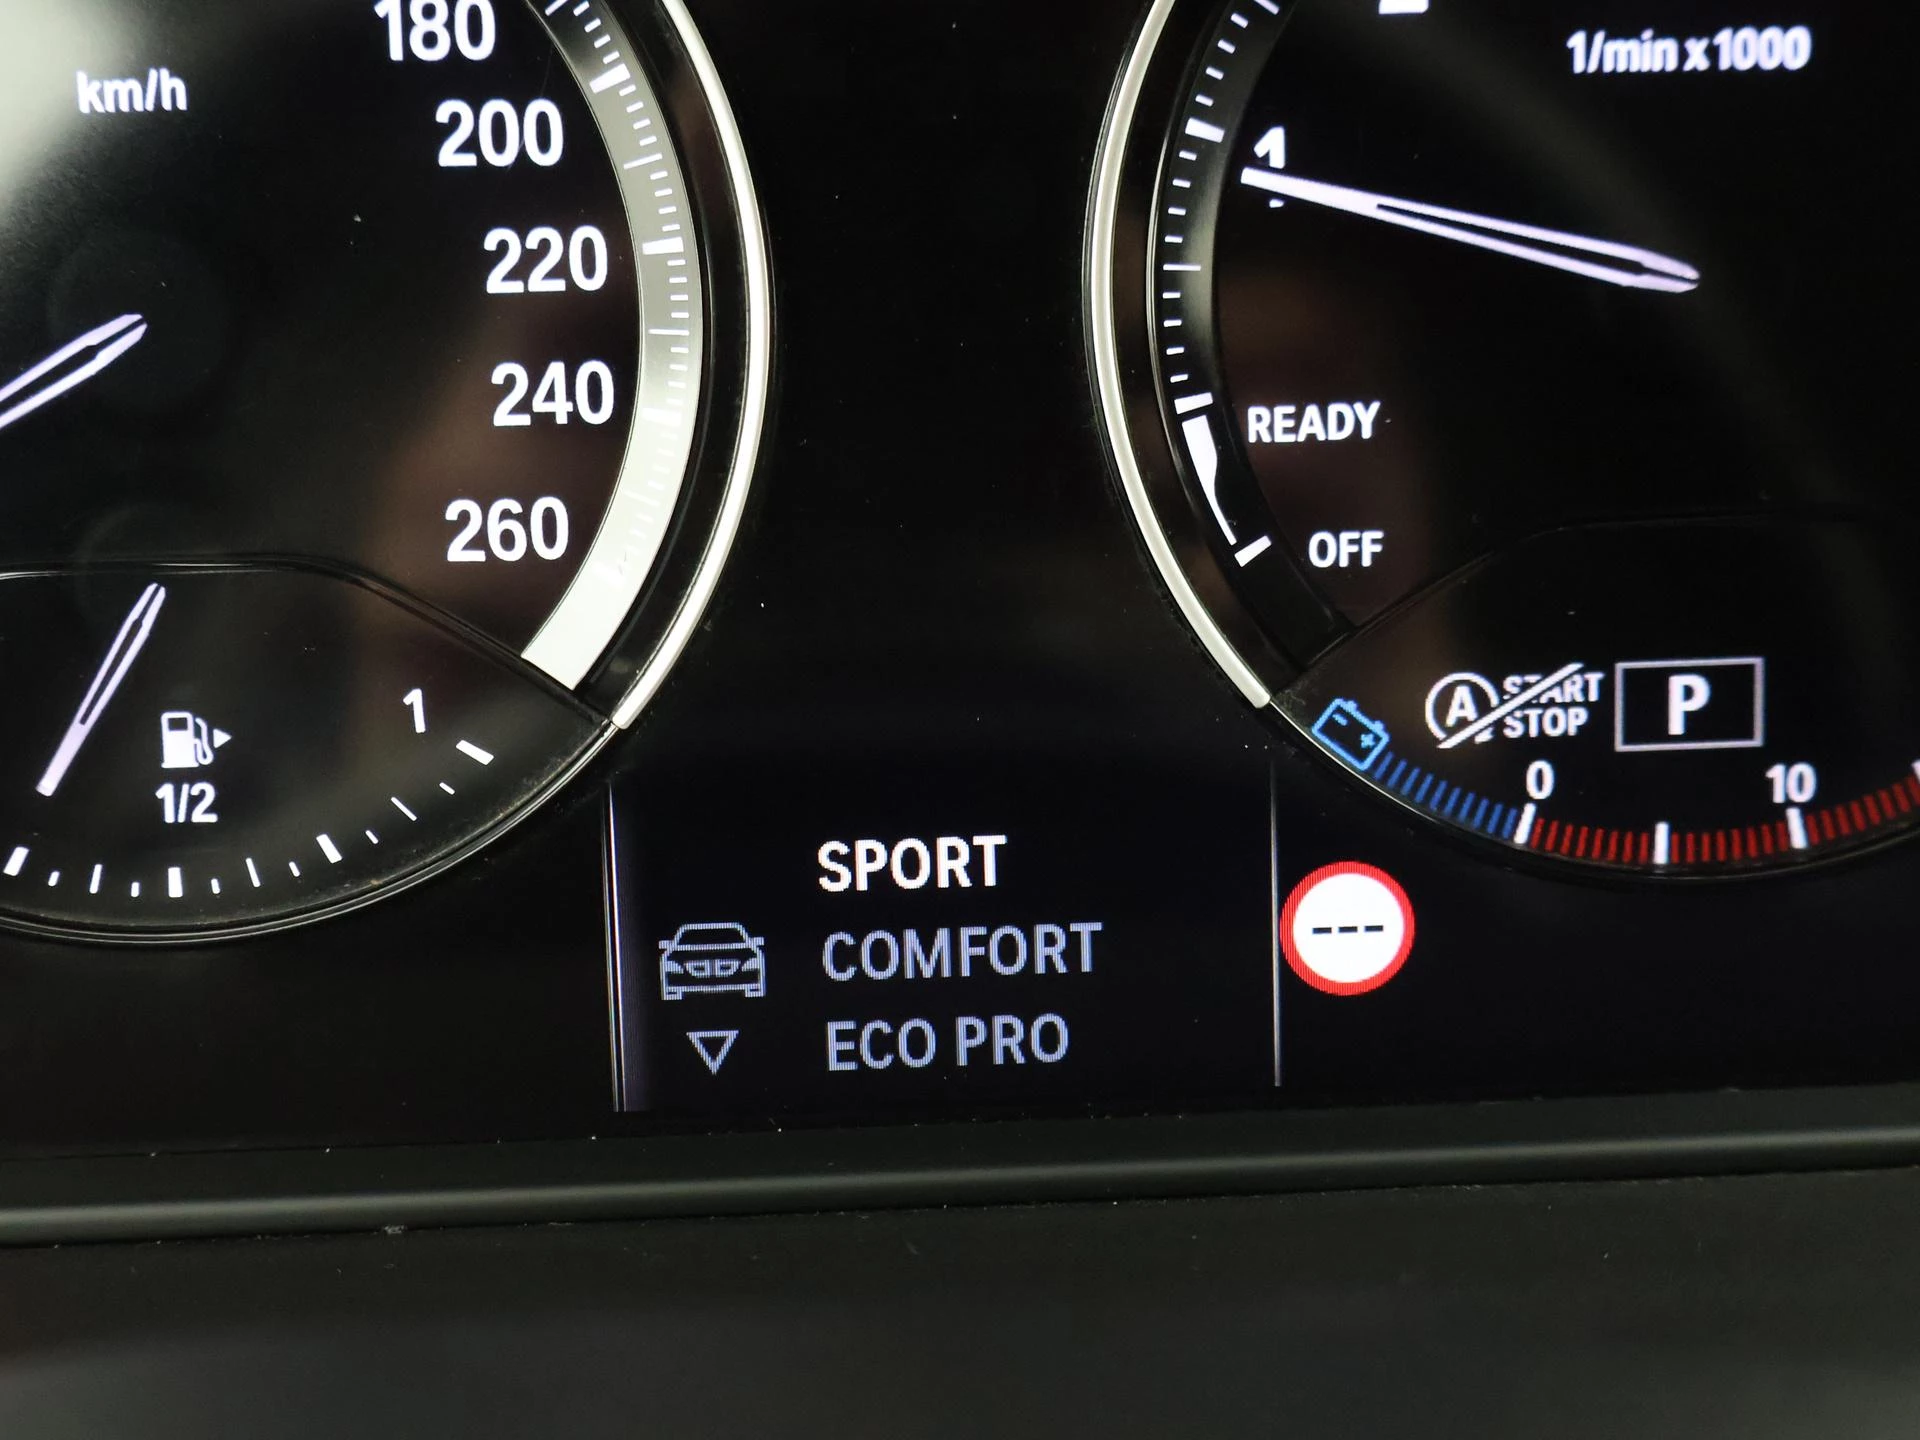 180
km/h
200
220
240
260
1
1/2
1/min x 1000
1
READY
OFF
A START STOP
P
0
10
SPORT
COMFORT
ECO PRO
---